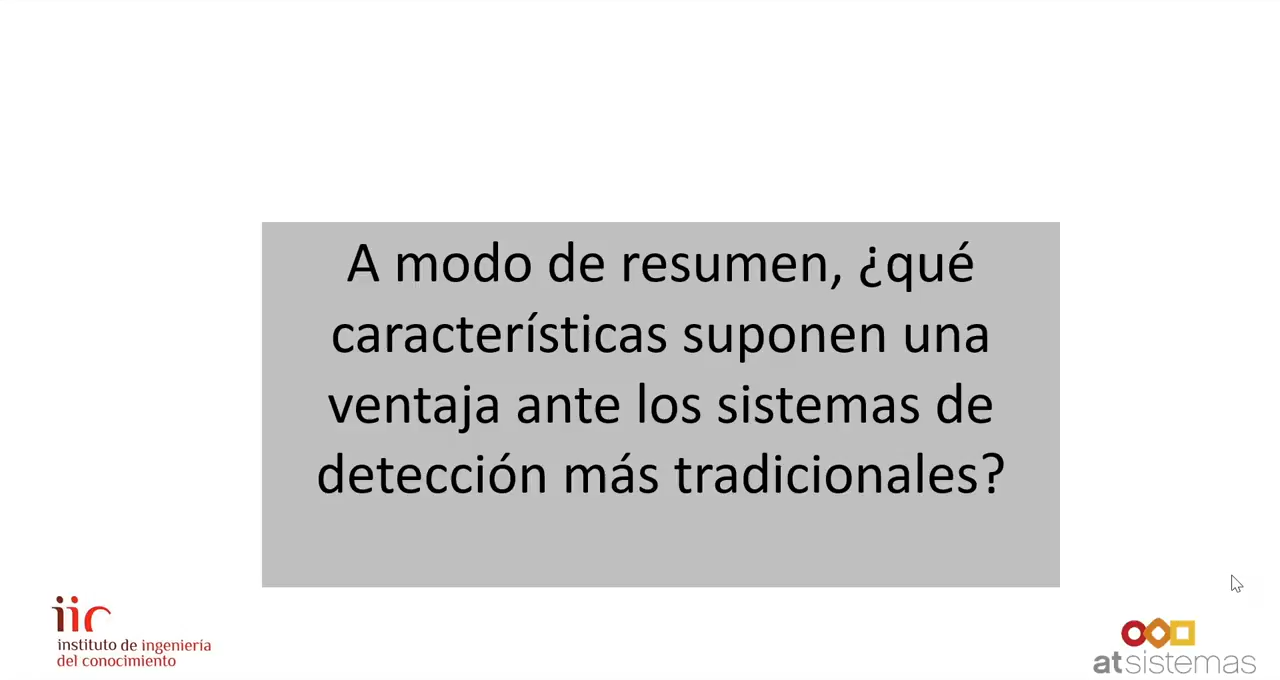 A modo de resumen, ¿qué
características suponen una
ventaja ante los sistemas de
detección más tradicionales?
iic
instituto de ingeniería
del conocimiento
atsistemas